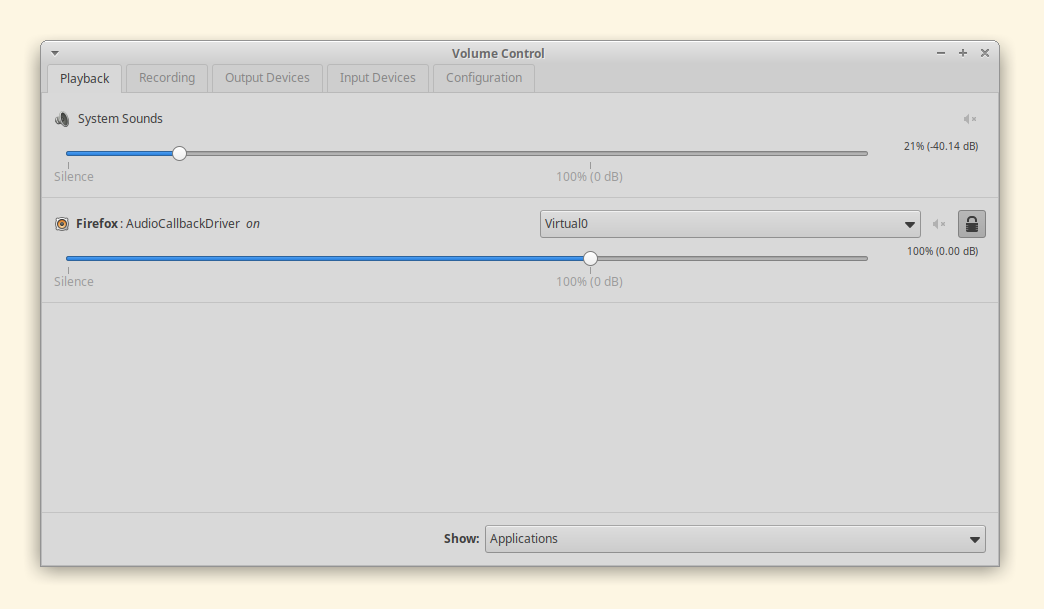 Volume Control
Playback Recording Output Devices Input Devices Configuration
System Sounds
21% (-40.14 dB)
Silence 100% (0 dB)
Firefox : AudioCallbackDriver on Virtual0
100% (0.00 dB)
Silence 100% (0 dB)
Show: Applications